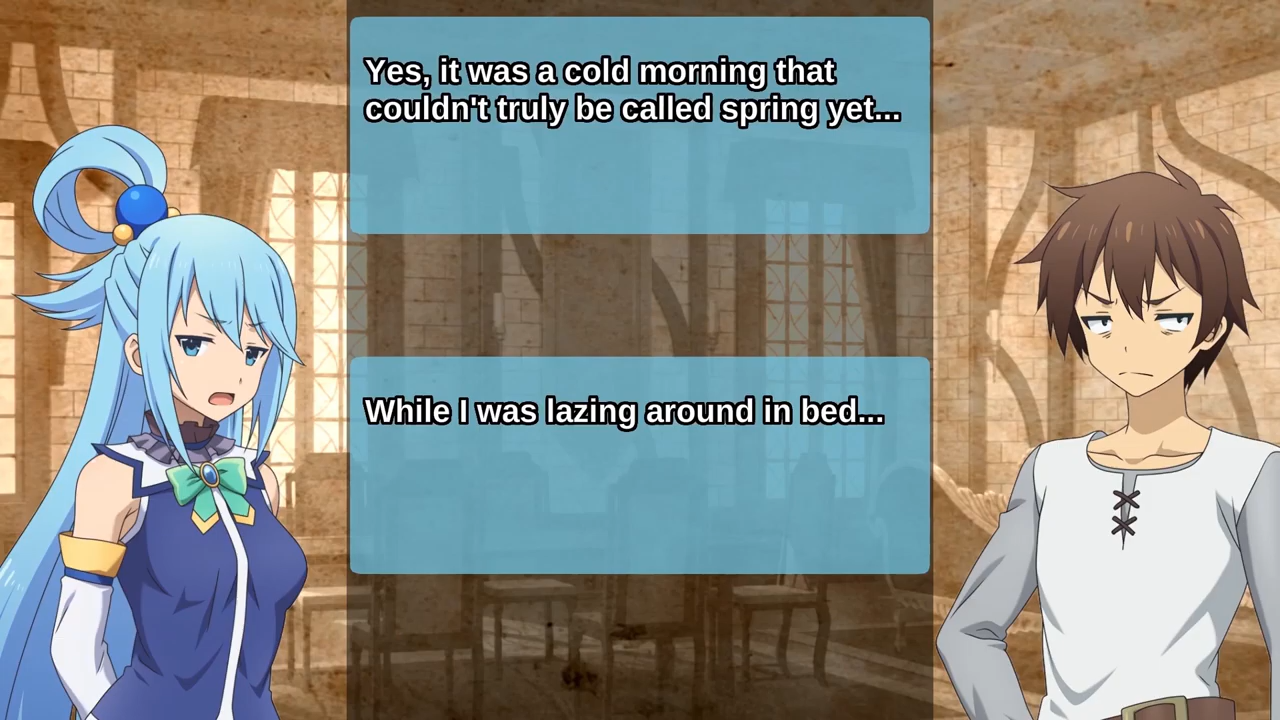 Yes, it was a cold morning that
couldn't truly be called spring yet...
While I was lazing around in bed...